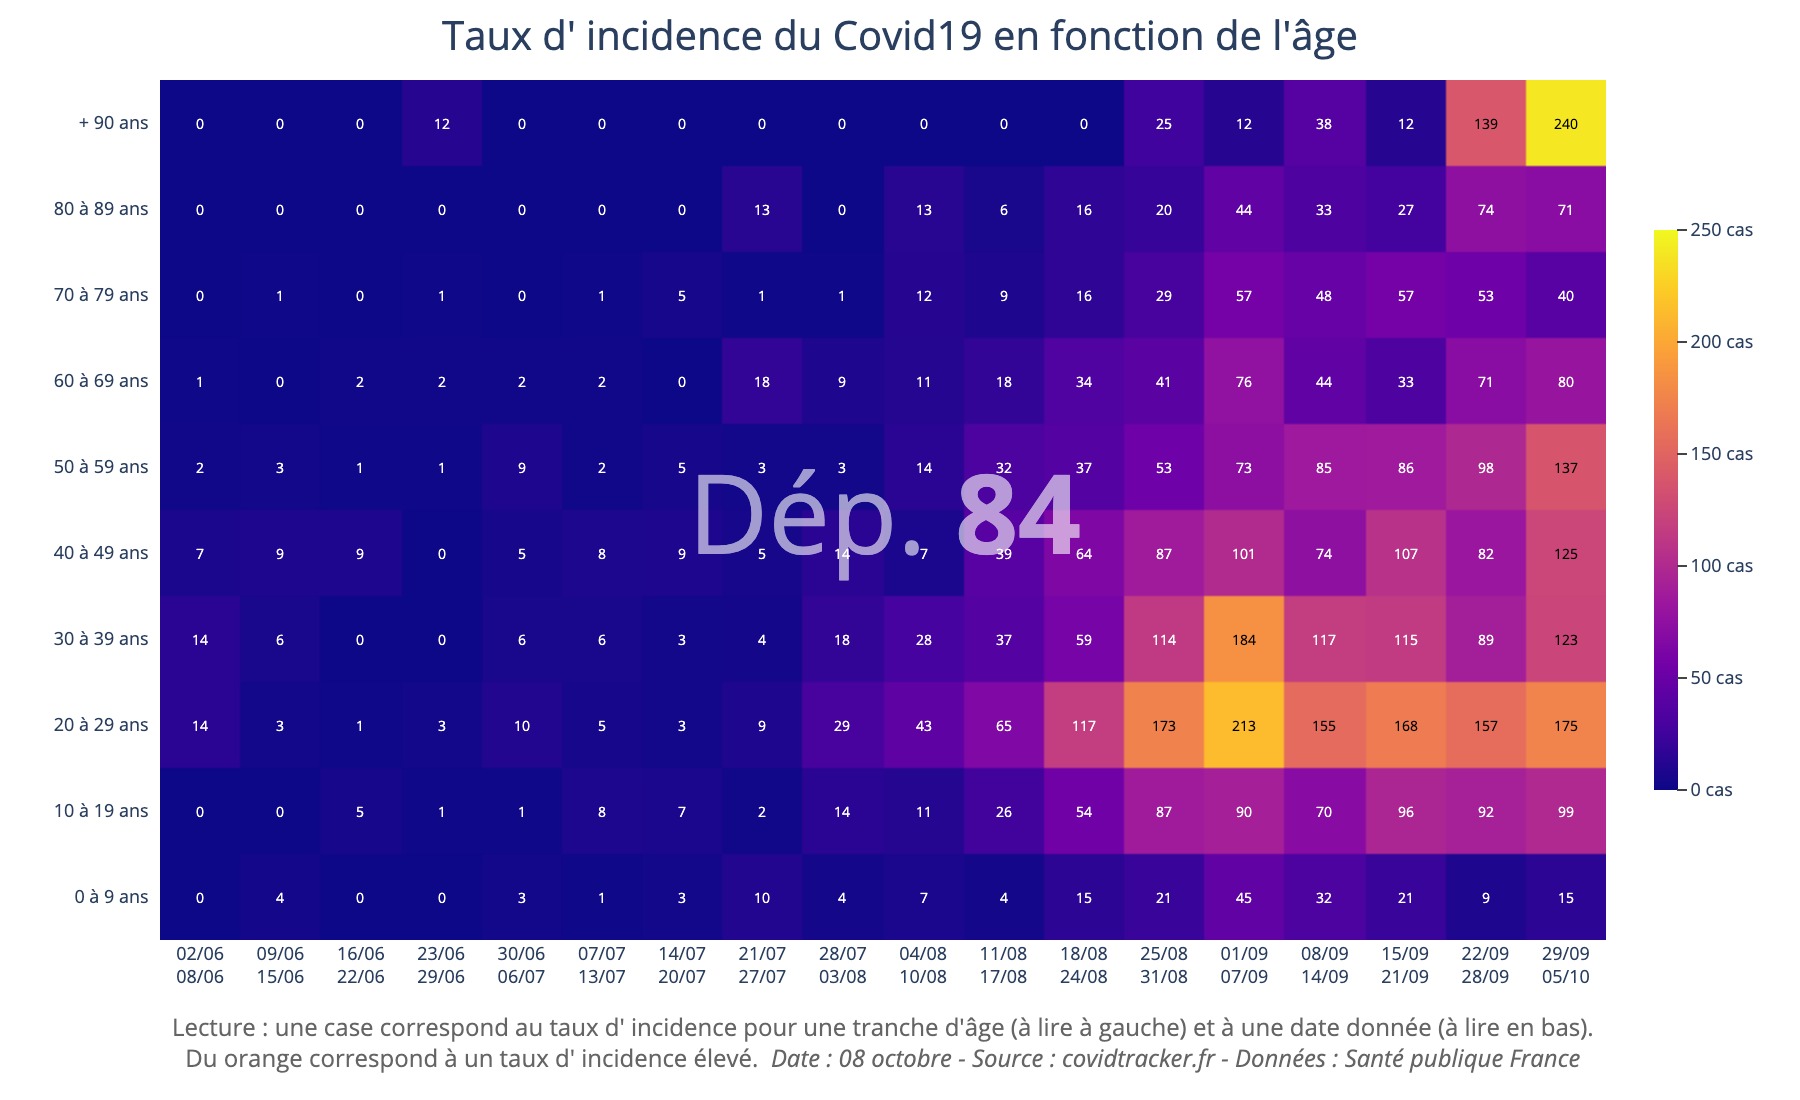 Taux d' incidence du Covid19 en fonction de l'âge
+ 90 ans 0 0 0 12 0 0 0 0 0 0 0 0 25 12 38 12 139 240
80 à 89 ans 0 0 0 0 0 0 0 13 0 13 6 16 20 44 33 27 74 71
70 à 79 ans 0 1 0 1 0 1 5 1 1 12 9 16 29 57 48 57 53 40
60 à 69 ans 1 0 2 2 2 2 0 18 9 11 18 34 41 76 44 33 71 80
50 à 59 ans 2 3 1 1 9 2 5 3 3 14 32 37 53 73 85 86 98 137
Dép. 84
40 à 49 ans 7 9 9 0 5 8 9 5 14 7 39 64 87 101 74 107 82 125
30 à 39 ans 14 6 0 0 6 6 3 4 18 28 37 59 114 184 117 115 89 123
20 à 29 ans 14 3 1 3 10 5 3 9 29 43 65 117 173 213 155 168 157 175
10 à 19 ans 0 0 5 1 1 8 7 2 14 11 26 54 87 90 70 96 92 99
0 à 9 ans 0 4 0 0 3 1 3 10 4 7 4 15 21 45 32 21 9 15
02/06 09/06 16/06 23/06 30/06 07/07 14/07 21/07 28/07 04/08 11/08 18/08 25/08 01/09 08/09 15/09 22/09 29/09
08/06 15/06 22/06 29/06 06/07 13/07 20/07 27/07 03/08 10/08 17/08 24/08 31/08 07/09 14/09 21/09 28/09 05/10
250 cas
200 cas
150 cas
100 cas
50 cas
0 cas
Lecture : une case correspond au taux d' incidence pour une tranche d'âge (à lire à gauche) et à une date donnée (à lire en bas).
Du orange correspond à un taux d' incidence élevé. Date : 08 octobre - Source : covidtracker.fr - Données : Santé publique France